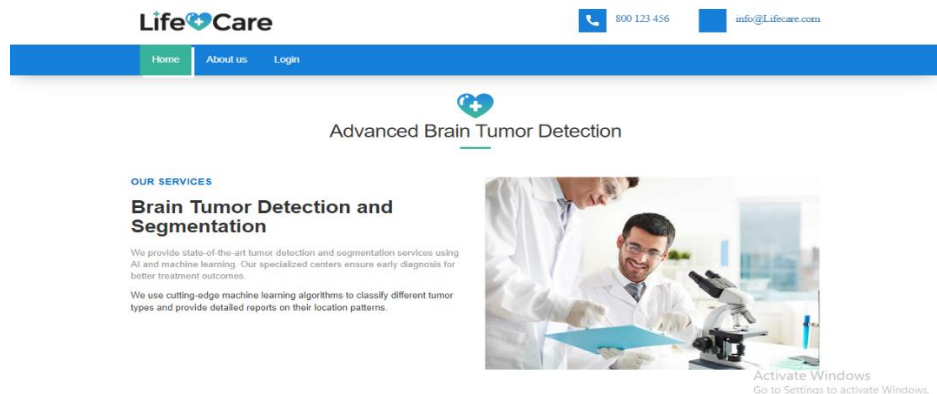 Life Care
800 123 456
info@Lifecare.com
Home About us Login
Advanced Brain Tumor Detection
OUR SERVICES
Brain Tumor Detection and
Segmentation
We provide state-of-the-art tumor detection and segmentation services using
AI and machine learning. Our specialized centers ensure early diagnosis for
better treatment outcomes.
We use cutting-edge machine learning algorithms to classify different tumor
types and provide detailed reports on their location patterns.
Activate Windows
Go to Settings to activate Windows.